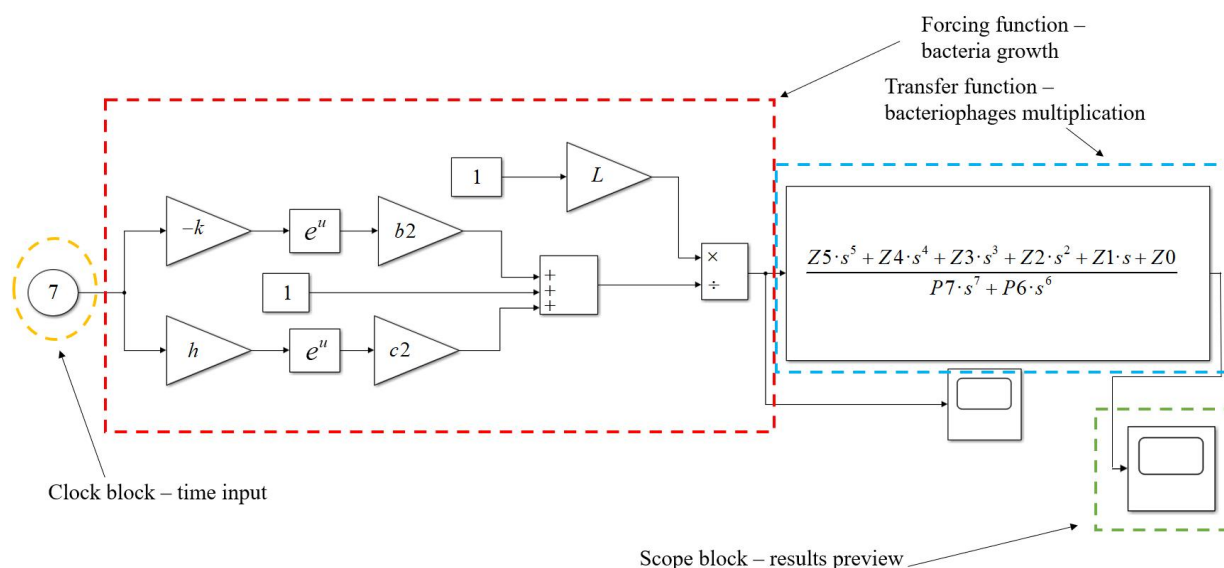 Forcing function –
bacteria growth
Transfer function –
bacteriophages multiplication
1
L
−k
e^u
b2
×
÷
Z5·s^5 + Z4·s^4 + Z3·s^3 + Z2·s^2 + Z1·s + Z0
P7·s^7 + P6·s^6
7
1
+
+
+
h
e^u
c2
Clock block – time input
Scope block – results preview